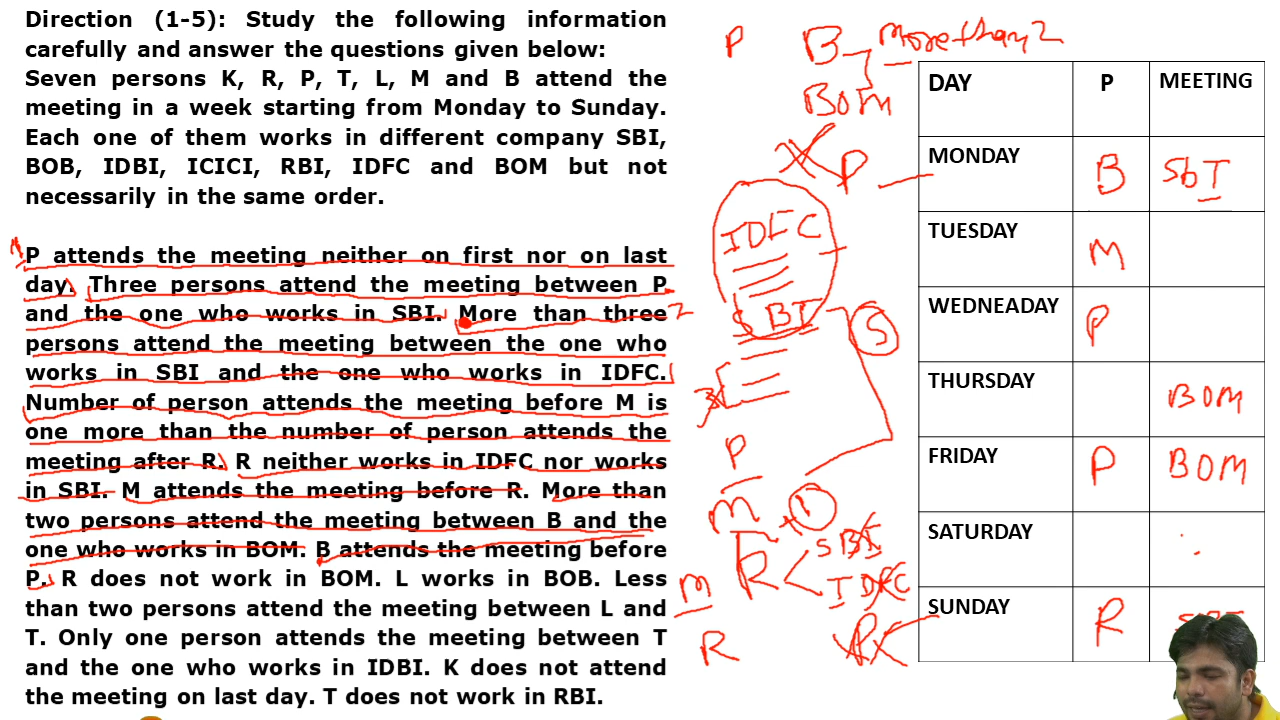 Direction (1-5): Study the following information
carefully and answer the questions given below:
Seven persons K, R, P, T, L, M and B attend the
meeting in a week starting from Monday to Sunday.
Each one of them works in different company SBI,
BOB, IDBI, ICICI, RBI, IDFC and BOM but not
necessarily in the same order.
P attends the meeting neither on first nor on last
day. Three persons attend the meeting between P
and the one who works in SBI. More than three
persons attend the meeting between the one who
works in SBI and the one who works in IDFC.
Number of person attends the meeting before M is
one more than the number of person attends the
meeting after R. R neither works in IDFC nor works
in SBI. M attends the meeting before R. More than
two persons attend the meeting between B and the
one who works in BOM. B attends the meeting before
P. R does not work in BOM. L works in BOB. Less
than two persons attend the meeting between L and
T. Only one person attends the meeting between T
and the one who works in IDBI. K does not attend
the meeting on last day. T does not work in RBI.
P B More than 2
BOM
P
IDFC
SBI
5
P
M +1
R SBI
IDFC
M
R
DAY P MEETING
MONDAY B SbI
TUESDAY M
WEDNEADAY P
THURSDAY BOM
FRIDAY P BOM
SATURDAY
SUNDAY R